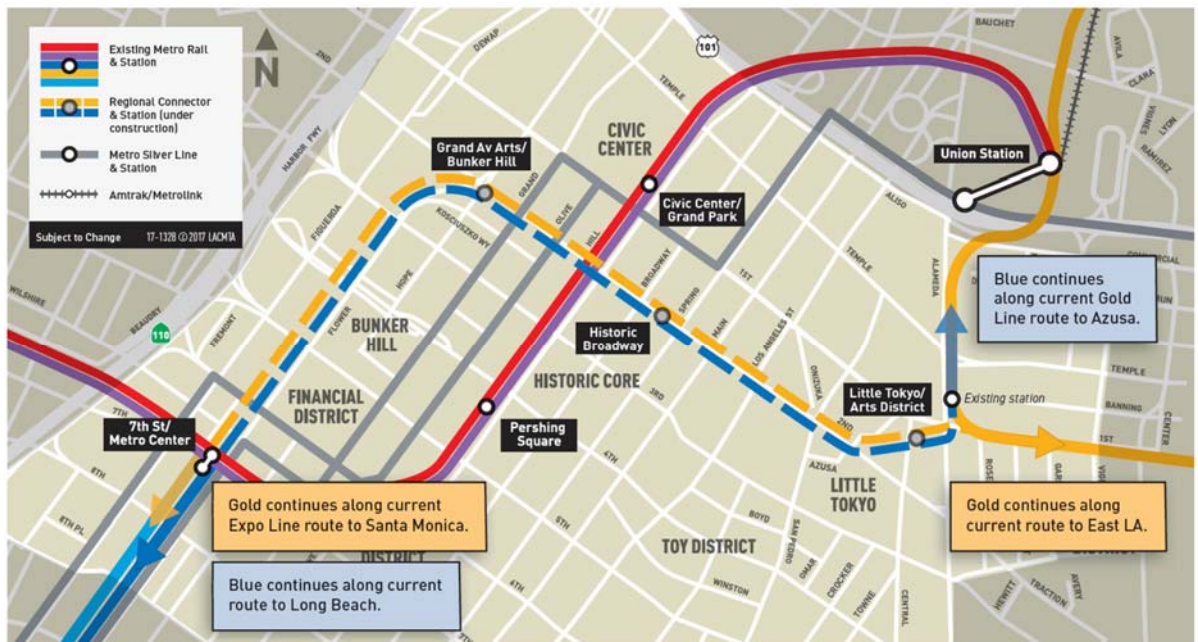 Existing Metro Rail
& Station
Regional Connector
& Station (under
construction)
Metro Silver Line
& Station
Amtrak/Metrolink
Subject to Change 17-1328 ©2017 LACMTA
N
2ND
DEWAP
101
BAUCHET
AVILA
CLARA
VIGNES
LYON
RAMIREZ
HARBOR FWY
TEMPLE
CIVIC
CENTER
Union Station
Grand Av Arts/
Bunker Hill
GRAND
OLIVE
Civic Center/
Grand Park
ALISO
FIGUEROA
KOSCIUSZKO WY
HILL
BROADWAY
1ST
TEMPLE
ALAMEDA
COMMERCIAL
WILSHIRE
BEAUDRY
110
TREMONT
FLOWER
HOPE
BUNKER
HILL
SPRING
MAIN
LOS ANGELES ST
Historic
Broadway
Blue continues
along current Gold
Line route to Azusa.
FINANCIAL
DISTRICT
HISTORIC CORE
3RD
ONIZUKA
Little Tokyo/
Arts District
Existing station
TEMPLE
BANNING
CENTER
7TH
7th St/
Metro Center
Pershing
Square
2ND
1ST
8TH
8TH PL
4TH
AZUSA
LITTLE
TOKYO
Gold continues along current
Expo Line route to Santa Monica.
Gold continues along
current route to East LA.
5TH
BOYD
SAN PEDRO
OMAR
TOY DISTRICT
DISTRICT
Blue continues along current
route to Long Beach.
6TH
WINSTON
CROCKER
TOWNE
CENTRAL
HEWITT
TRACTION
AVERY
7TH